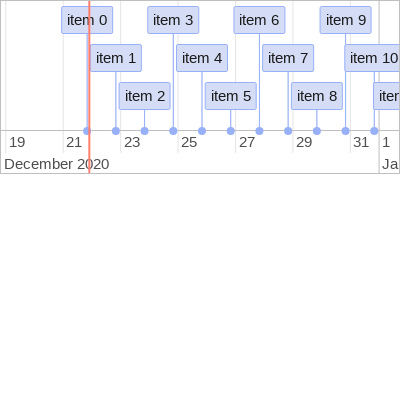 item 0 item 3 item 6 item 9
item 1 item 4 item 7 item 10
item 2 item 5 item 8
19 21 23 25 27 29 31 1
December 2020 Ja